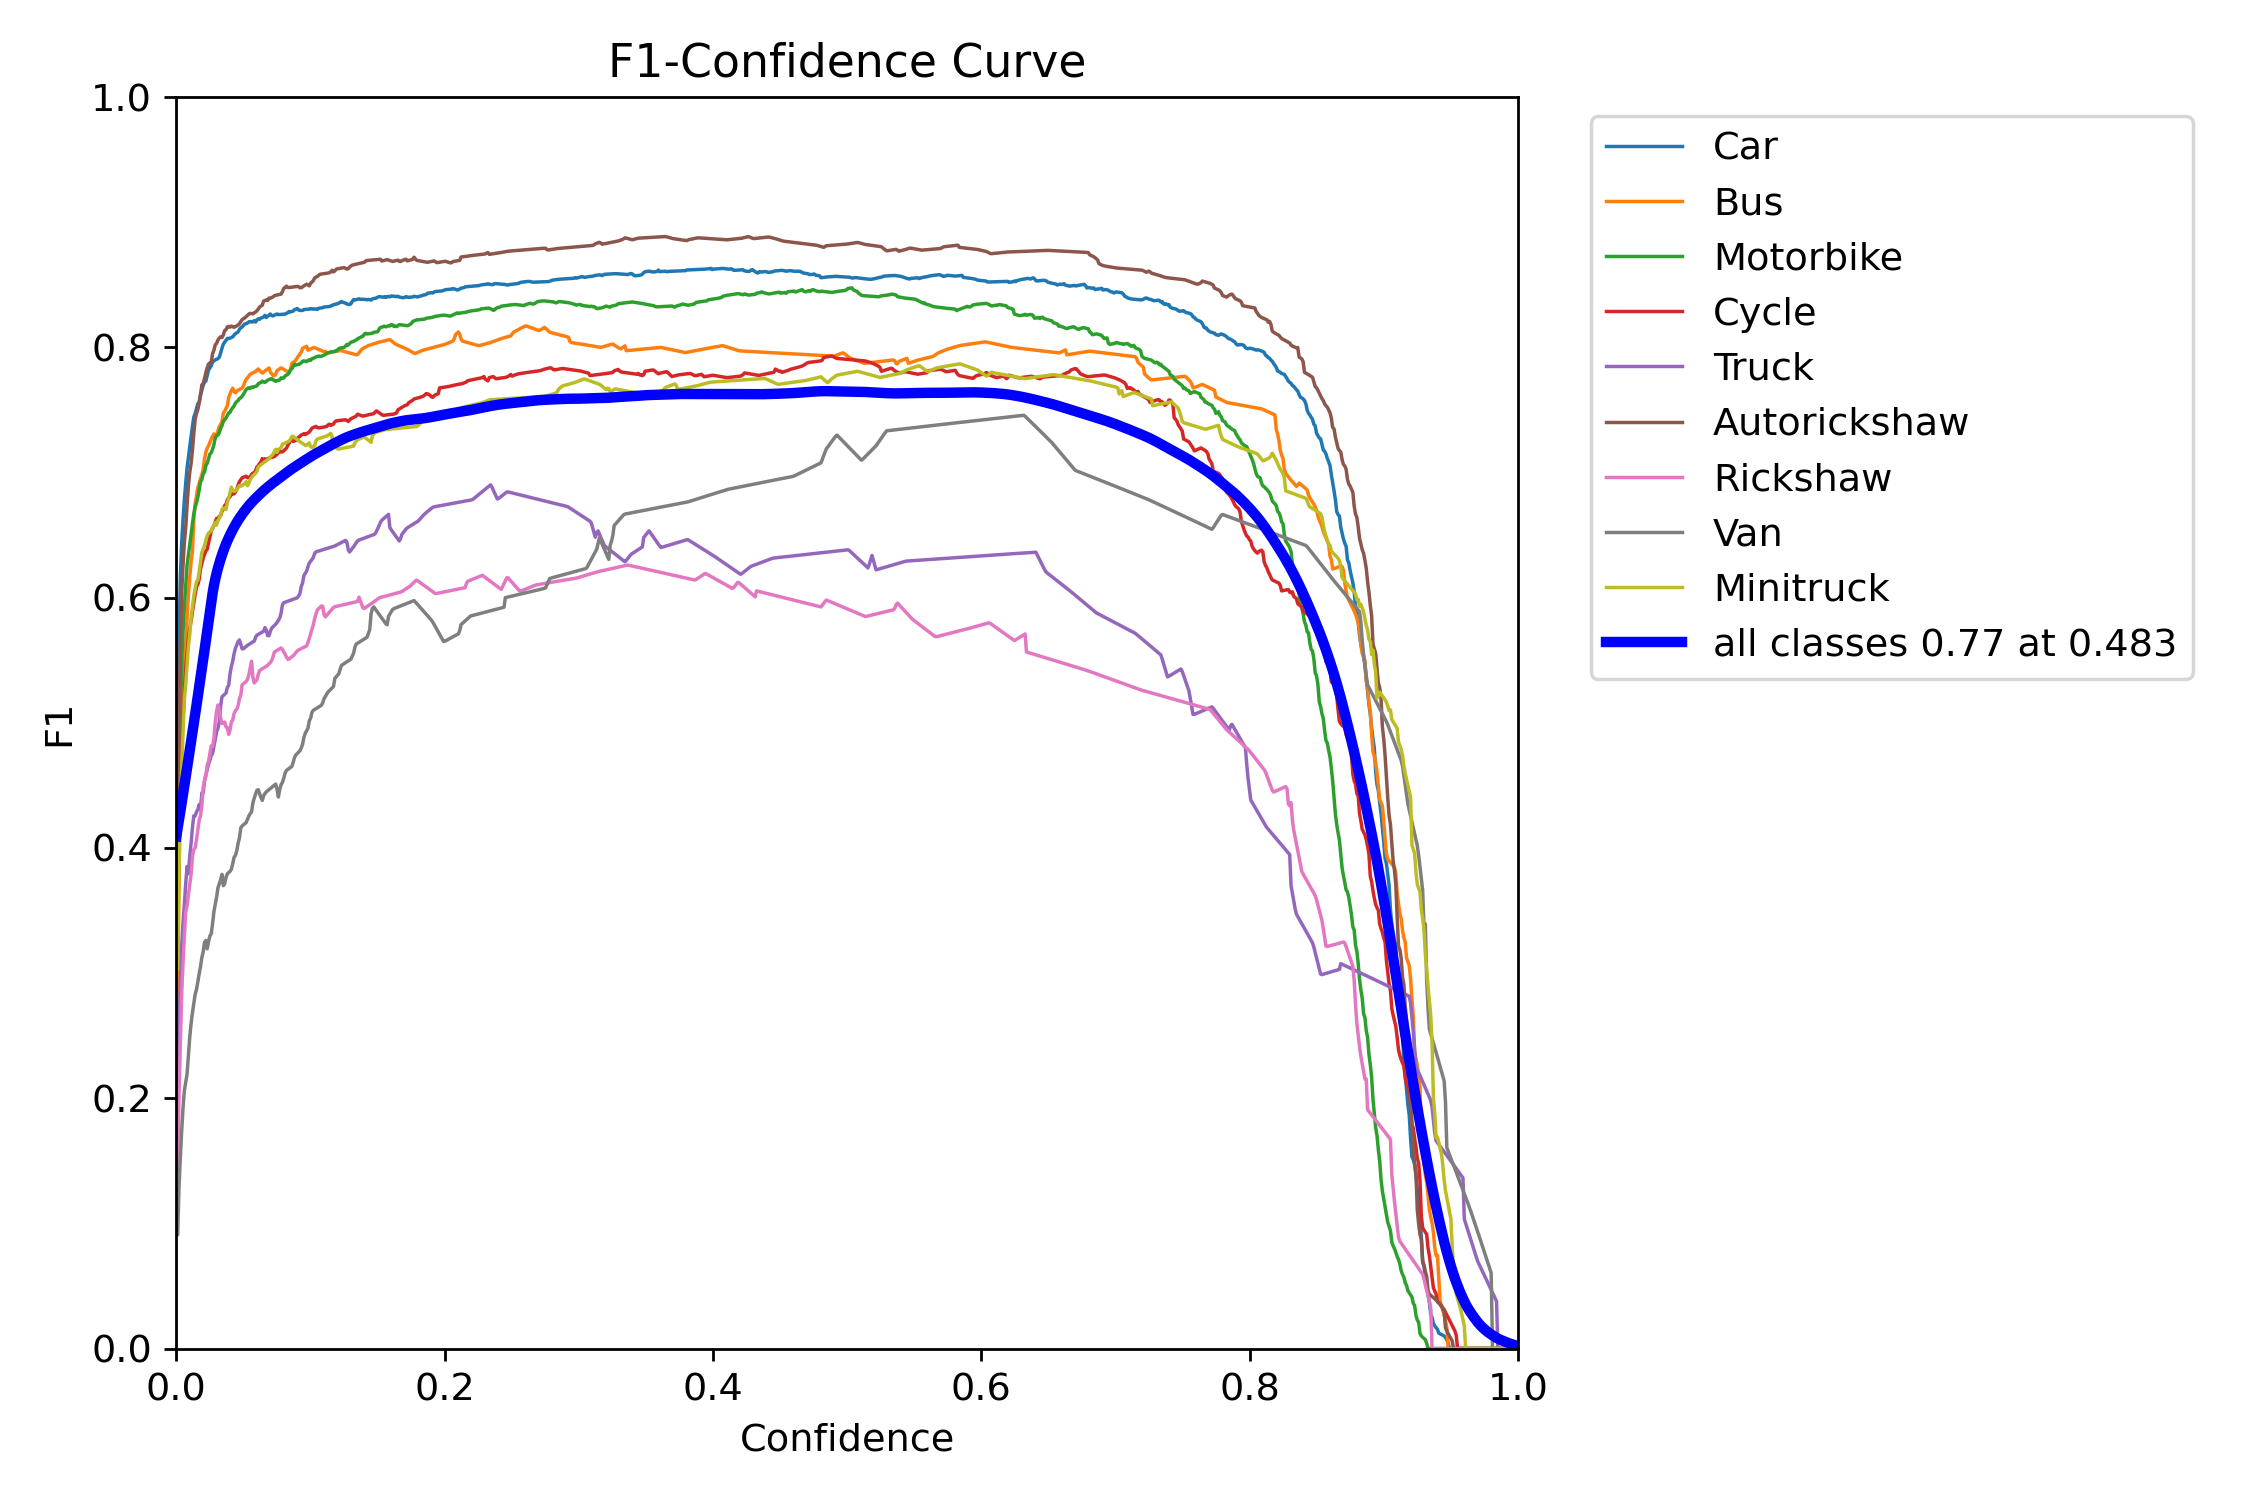 F1-Confidence Curve
1.0
0.8
0.6
0.4
0.2
0.0
F1
0.0 0.2 0.4 0.6 0.8 1.0
Confidence
Car
Bus
Motorbike
Cycle
Truck
Autorickshaw
Rickshaw
Van
Minitruck
all classes 0.77 at 0.483